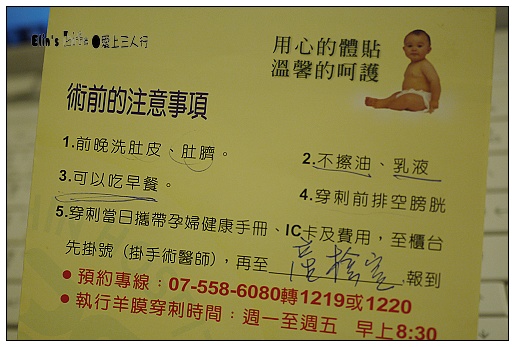 Elin's Table ●愛上三人行
用心的體貼
溫馨的呵護
術前的注意事項
1.前晚洗肚皮、肚臍。
2.不擦油、乳液
3.可以吃早餐。
4.穿刺前排空膀胱
5.穿刺當日攜帶孕婦健康手冊、IC卡及費用，至櫃台
先掛號（掛手術醫師），再至 產檢室 報到
●預約專線：07-558-6080轉1219或1220
●執行羊膜穿刺時間：週一至週五 早上8:30